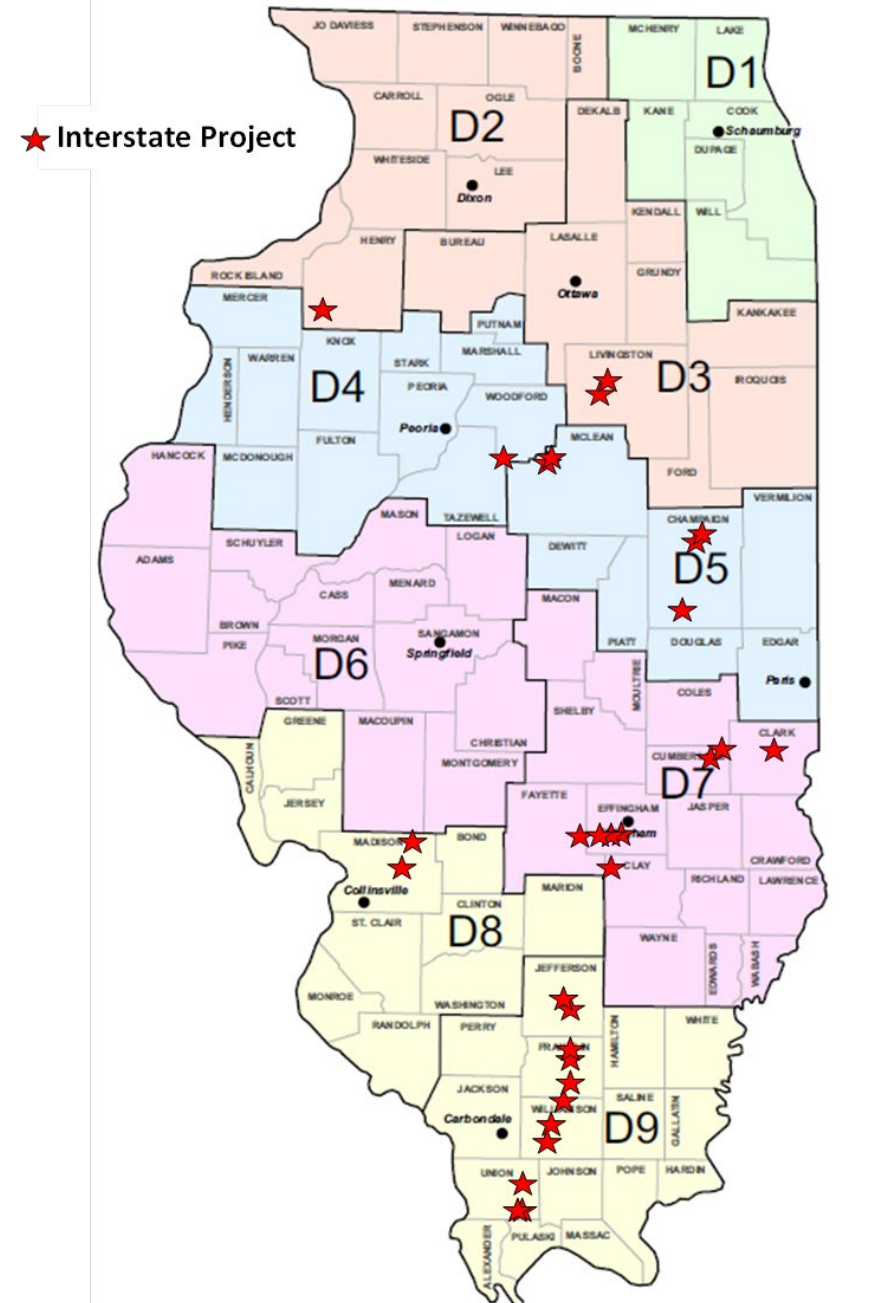 JO DAVIESS STEPHENSON WINNEBAGO BOONE MCHENRY LAKE
D1
Interstate Project
CARROLL OGLE DEKALB KANE COOK
D2
Schaumburg
DUPAGE
WHITESIDE LEE
Dixon
KENDALL WILL
HENRY BUREAU LASALLE
ROCK ISLAND GRUNDY
Ottawa
MERCER
KANKAKEE
PUTNAM
KNOX
MARSHALL
HENDERSON WARREN STARK LIVINGSTON
D4 D3
PEORIA IROQUOIS
WOODFORD
Peoria
FULTON MCLEAN
HANCOCK MCDONOUGH
FORD
VERMILION
MASON TAZEWELL CHAMPAIGN
LOGAN
SCHUYLER DEWITT
ADAMS
D5
MENARD
CASS MACON
BROWN
SANGAMON
PIKE MORGAN PIATT DOUGLAS EDGAR
Springfield
D6
MOULTRIE
Paris
SCOTT COLES
SHELBY
GREENE MACOUPIN
CHRISTIAN CLARK
CALHOUN MONTGOMERY
D7
FAYETTE
JERSEY EFFINGHAM JASPER
MADISON BOND
CLAY CRAWFORD
RICHLAND LAWRENCE
Collinsville MARION
CLINTON
ST. CLAIR
D8
WAYNE
EDWARDS WABASH
JEFFERSON
MONROE
WASHINGTON
RANDOLPH PERRY HAMILTON WHITE
JACKSON
SALINE
GALLATIN
Carbondale
D9
UNION JOHNSON POPE HARDIN
ALEXANDER PULASKI MASSAC